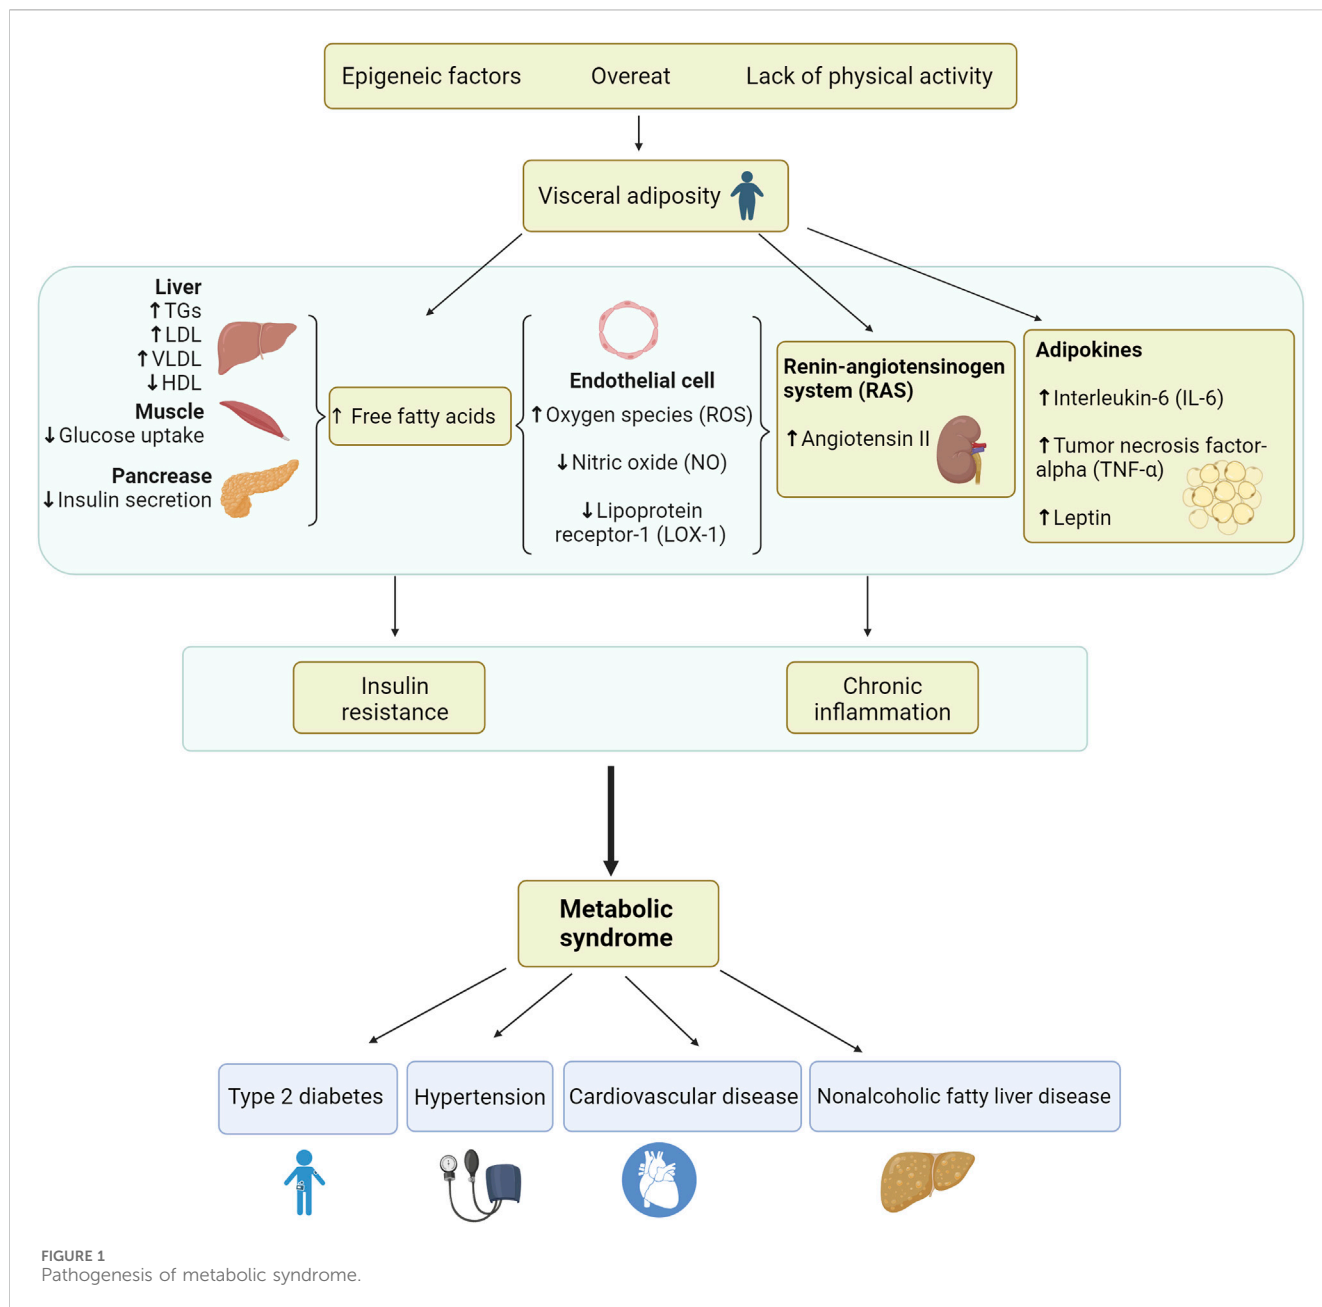 Epigeneic factors Overeat Lack of physical activity
Visceral adiposity
Liver
↑TGs
↑LDL
↑VLDL
↓HDL
Muscle
↓Glucose uptake
Pancrease
↓Insulin secretion
↑ Free fatty acids
Endothelial cell
↑Oxygen species (ROS)
↓Nitric oxide (NO)
↓Lipoprotein
receptor-1 (LOX-1)
Renin-angiotensinogen
system (RAS)
↑Angiotensin II
Adipokines
↑Interleukin-6 (IL-6)
↑Tumor necrosis factor-
alpha (TNF-α)
↑Leptin
Insulin
resistance
Chronic
inflammation
Metabolic
syndrome
Type 2 diabetes
Hypertension
Cardiovascular disease
Nonalcoholic fatty liver disease
FIGURE 1
Pathogenesis of metabolic syndrome.